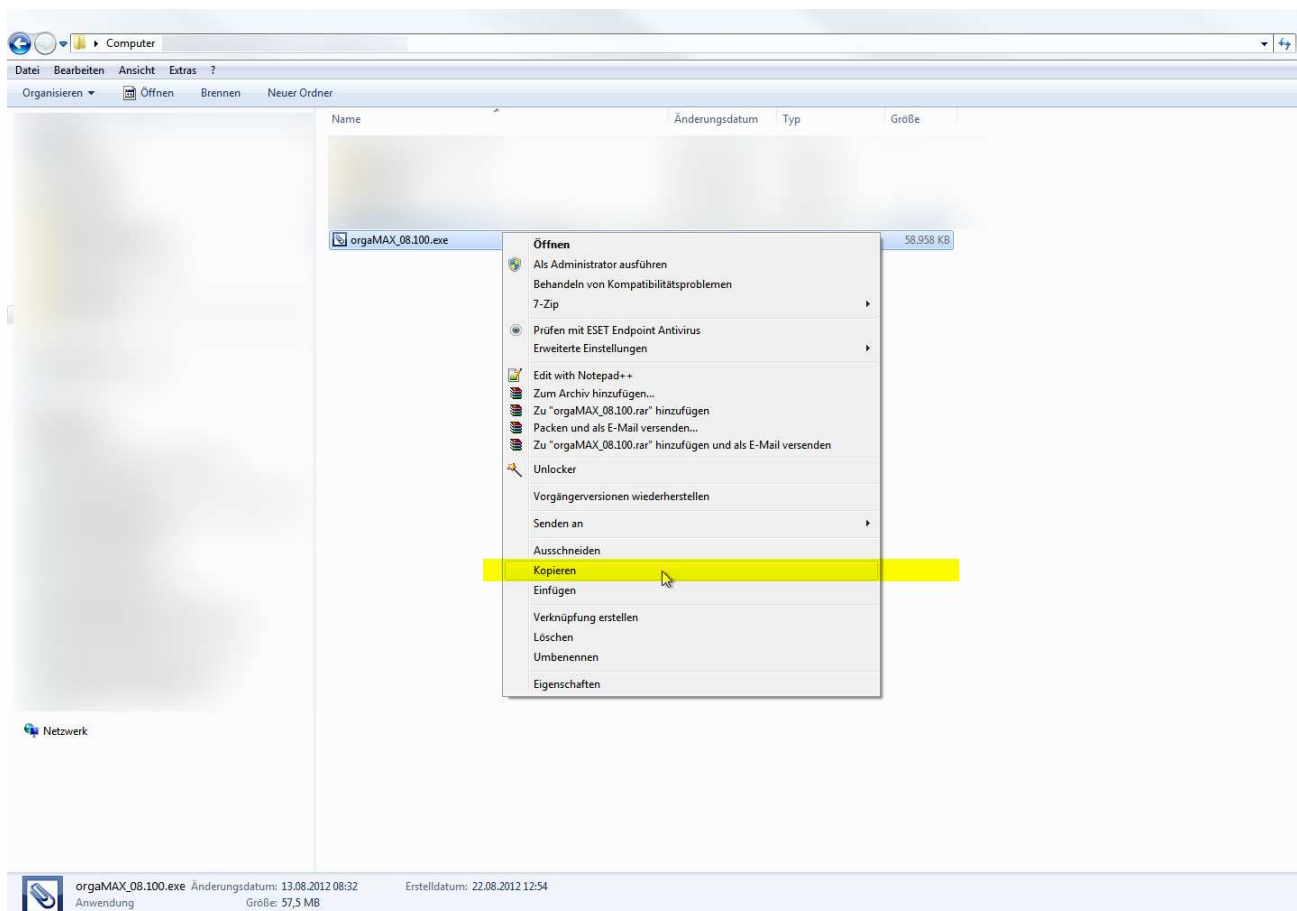 Computer
Datei Bearbeiten Ansicht Extras ?
Organisieren Öffnen Brennen Neuer Ordner
Name Änderungsdatum Typ Größe
orgaMAX_08.100.exe 58.958 KB
Öffnen
Als Administrator ausführen
Behandeln von Kompatibilitätsproblemen
7-Zip
Prüfen mit ESET Endpoint Antivirus
Erweiterte Einstellungen
Edit with Notepad++
Zum Archiv hinzufügen...
Zu "orgaMAX_08.100.rar" hinzufügen
Packen und als E-Mail versenden...
Zu "orgaMAX_08.100.rar" hinzufügen und als E-Mail versenden
Unlocker
Vorgängerversionen wiederherstellen
Senden an
Ausschneiden
Kopieren
Einfügen
Verknüpfung erstellen
Löschen
Umbenennen
Eigenschaften
Netzwerk
orgaMAX_08.100.exe Änderungsdatum: 13.08.2012 08:32 Erstelldatum: 22.08.2012 12:54
Anwendung Größe: 57,5 MB